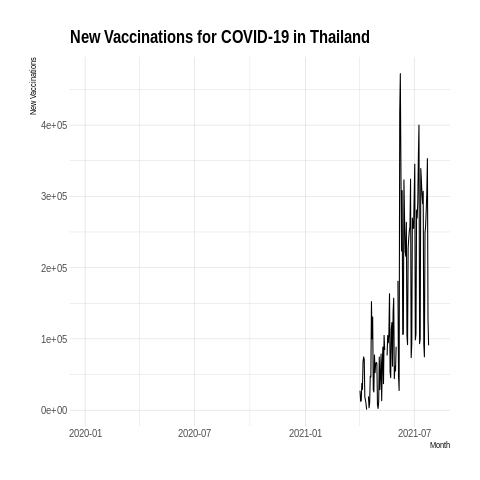 New Vaccinations for COVID-19 in Thailand
New Vaccinations
4e+05
3e+05
2e+05
1e+05
0e+00
2020-01
2020-07
2021-01
2021-07
Month